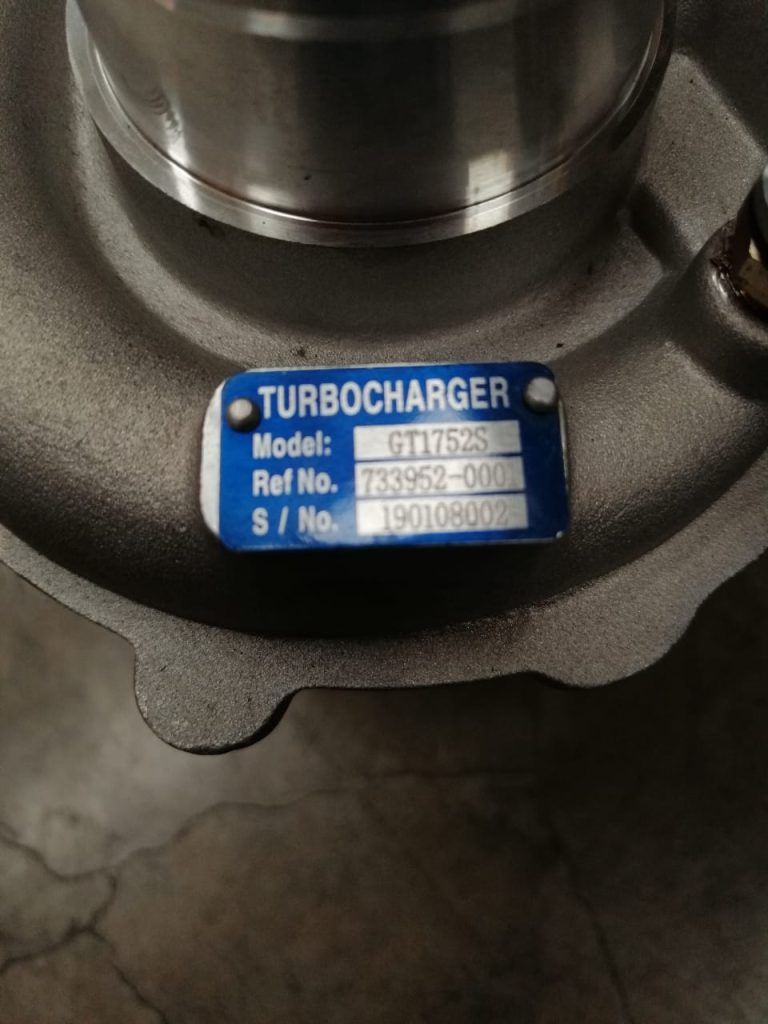 TURBOCHARGER
Model: GT1752S
Ref No. 733952-0001
S / No. 190108002